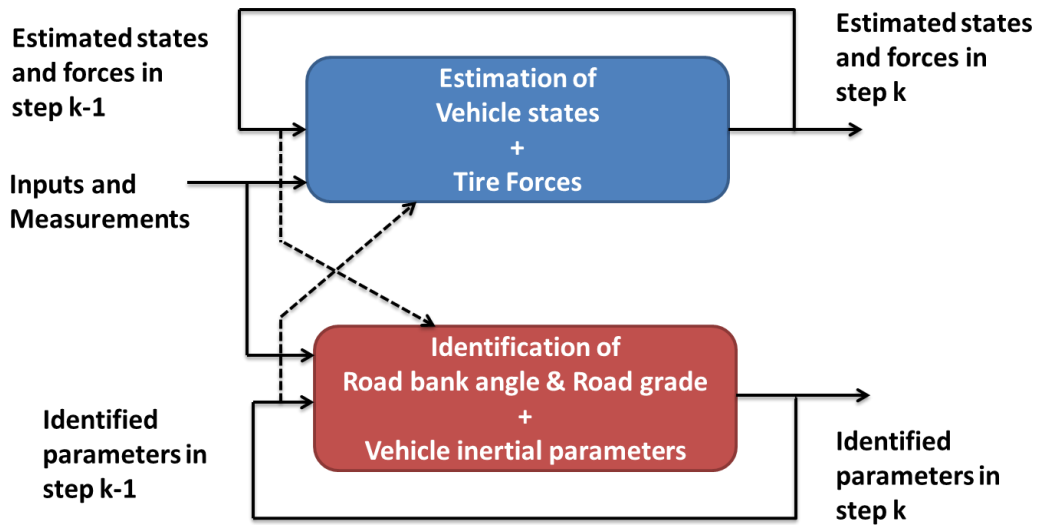 Estimated states
and forces in
step k-1
Estimation of
Vehicle states
+
Tire Forces
Estimated states
and forces in
step k
Inputs and
Measurements
Identification of
Road bank angle & Road grade
+
Vehicle inertial parameters
Identified
parameters in
step k-1
Identified
parameters in
step k